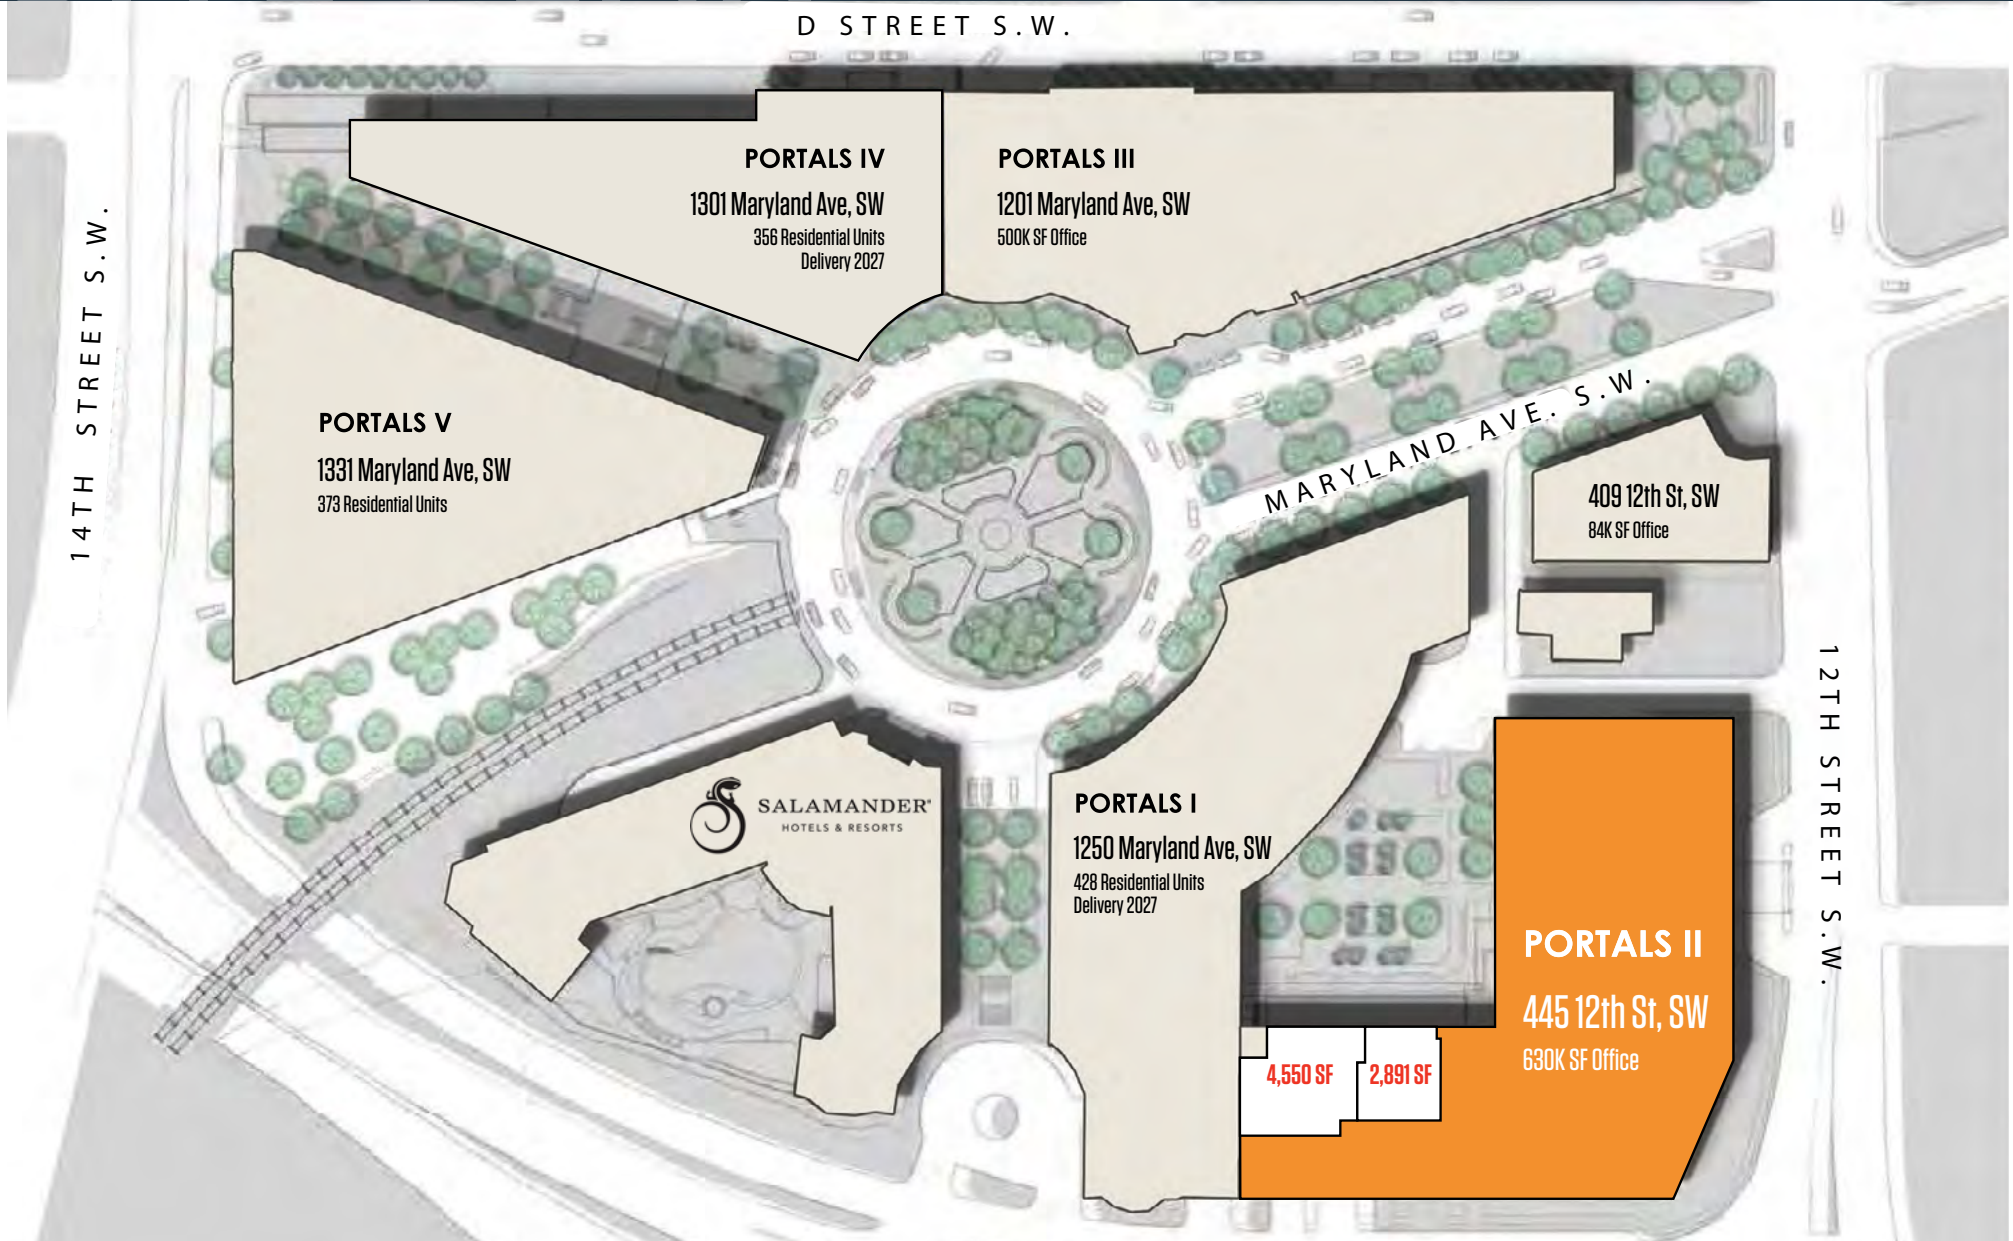 D STREET S.W.
PORTALS IV
1301 Maryland Ave, SW
356 Residential Units
Delivery 2027
PORTALS III
1201 Maryland Ave, SW
500K SF Office
14TH STREET S.W.
PORTALS V
1331 Maryland Ave, SW
373 Residential Units
MARYLAND AVE. S.W.
409 12th St, SW
84K SF Office
12TH STREET S.W.
SALAMANDER®
HOTELS & RESORTS
PORTALS I
1250 Maryland Ave, SW
428 Residential Units
Delivery 2027
PORTALS II
445 12th St, SW
630K SF Office
4,550 SF
2,891 SF